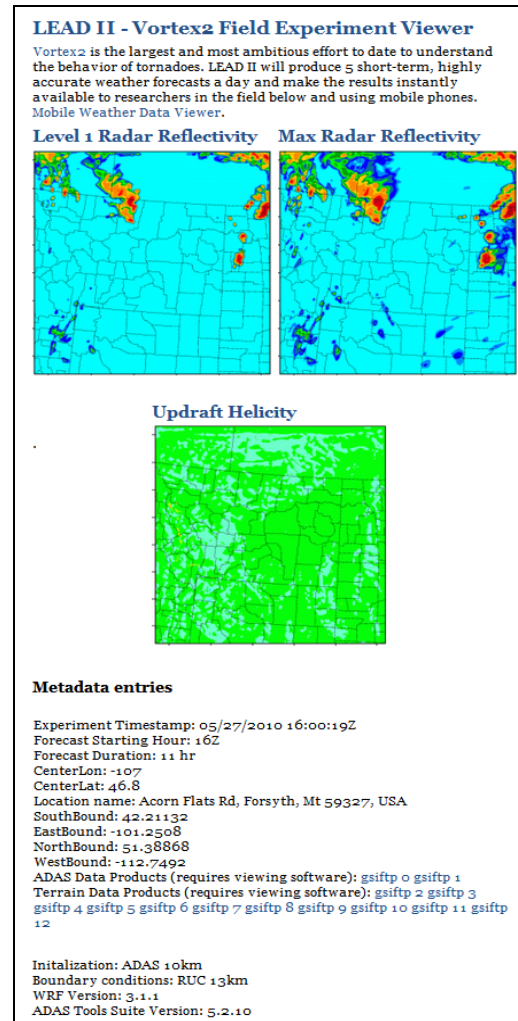 LEAD II - Vortex2 Field Experiment Viewer
Vortex2 is the largest and most ambitious effort to date to understand
the behavior of tornadoes. LEAD II will produce 5 short-term, highly
accurate weather forecasts a day and make the results instantly
available to researchers in the field below and using mobile phones.
Mobile Weather Data Viewer.
Level 1 Radar Reflectivity Max Radar Reflectivity
Updraft Helicity
.
Metadata entries
Experiment Timestamp: 05/27/2010 16:00:19Z
Forecast Starting Hour: 16Z
Forecast Duration: 11 hr
CenterLon: -107
CenterLat: 46.8
Location name: Acorn Flats Rd, Forsyth, Mt 59327, USA
SouthBound: 42.21132
EastBound: -101.2508
NorthBound: 51.38868
WestBound: -112.7492
ADAS Data Products (requires viewing software): gsiftp 0 gsiftp 1
Terrain Data Products (requires viewing software): gsiftp 2 gsiftp 3
gsiftp 4 gsiftp 5 gsiftp 6 gsiftp 7 gsiftp 8 gsiftp 9 gsiftp 10 gsiftp 11 gsiftp
12
Initalization: ADAS 10km
Boundary conditions: RUC 13km
WRF Version: 3.1.1
ADAS Tools Suite Version: 5.2.10